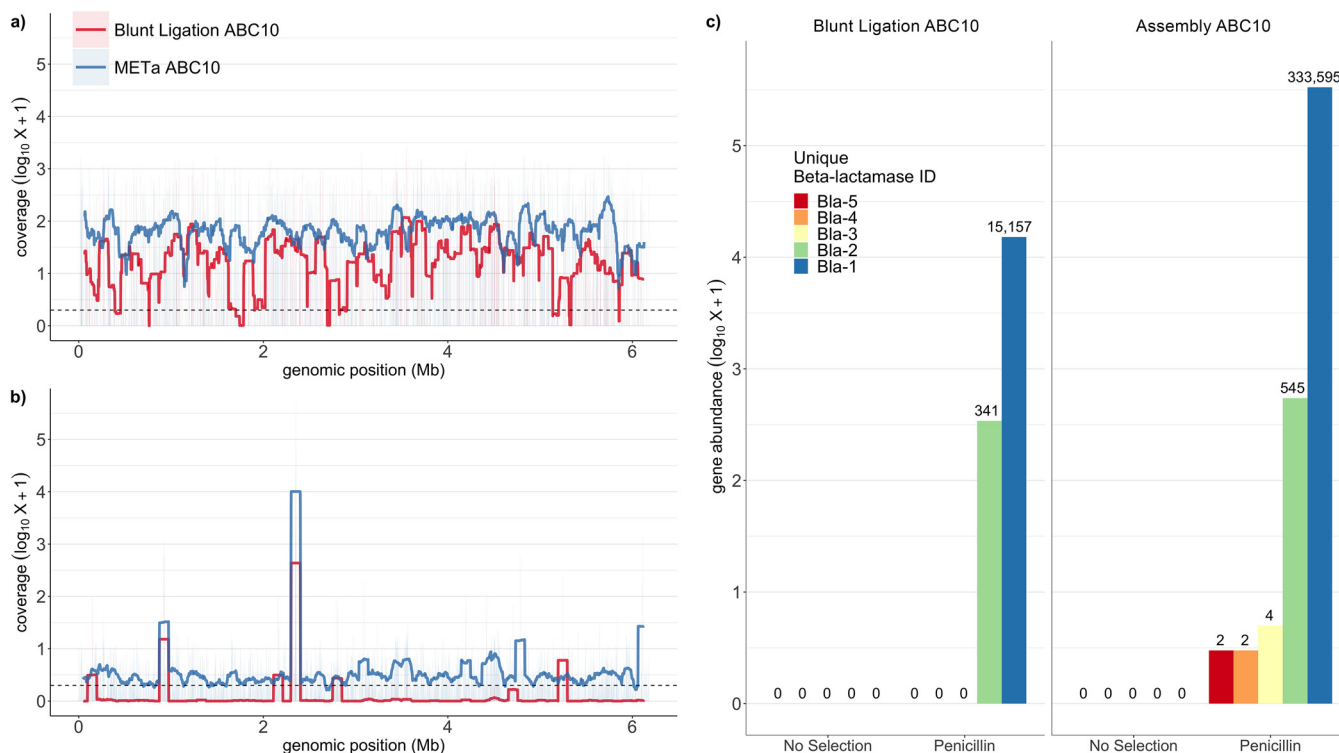 a)
Blunt Ligation ABC10
METa ABC10
coverage (log10 X + 1)
5
4
3
2
1
0
0 2 4 6
genomic position (Mb)
b)
coverage (log10 X + 1)
5
4
3
2
1
0
0 2 4 6
genomic position (Mb)
c)
Blunt Ligation ABC10 Assembly ABC10
gene abundance (log10 X + 1)
5
4
3
2
1
0
Unique
Beta-lactamase ID
Bla-5
Bla-4
Bla-3
Bla-2
Bla-1
0 0 0 0 0 0 0 341 15,157
0 0 0 0 0 2 2 4 545 333,595
No Selection Penicillin No Selection Penicillin